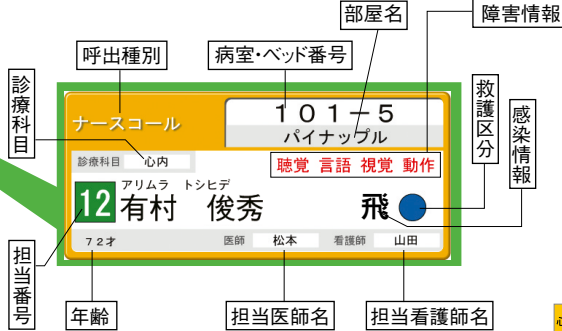 部屋名
障害情報
呼出種別
病室・ベッド番号
診療科目
救護区分
感染情報
ナースコール
101-5
パイナップル
診療科目 心内
聴覚 言語 視覚 動作
アリムラ トシヒデ
12 有村 俊秀 飛
72才 医師 松本 看護師 山田
担当番号
年齢
担当医師名
担当看護師名